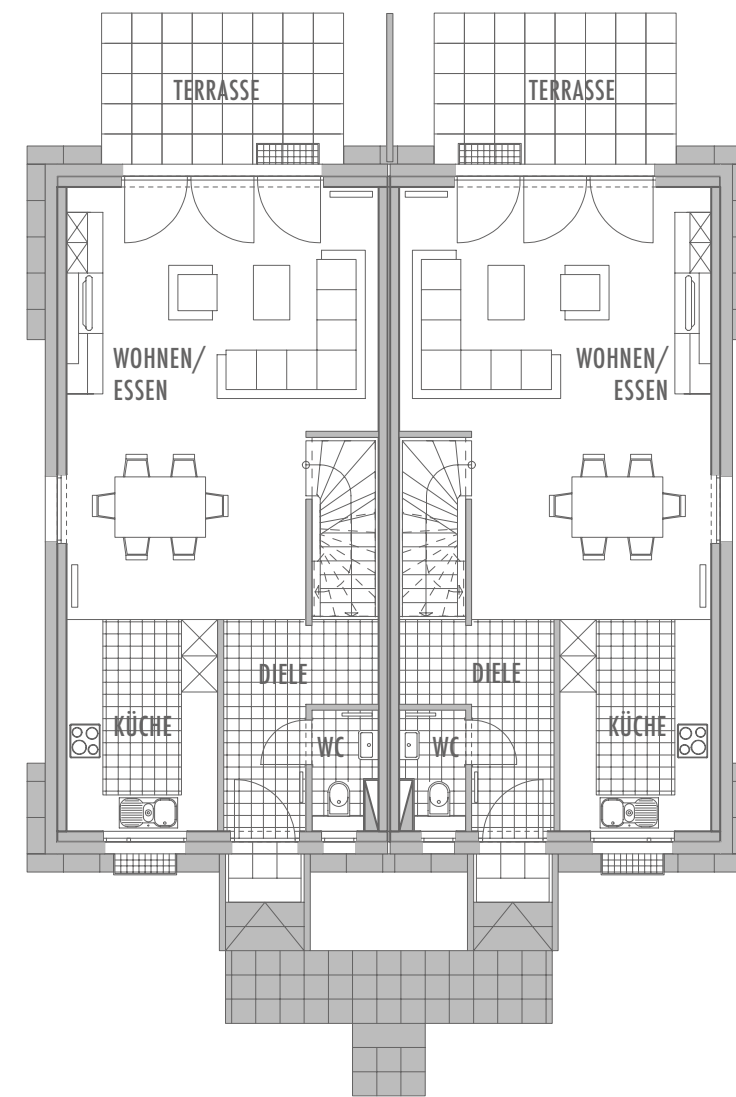 TERRASSE
TERRASSE
WOHNEN/
ESSEN
WOHNEN/
ESSEN
DIELE
DIELE
KÜCHE
WC
WC
KÜCHE